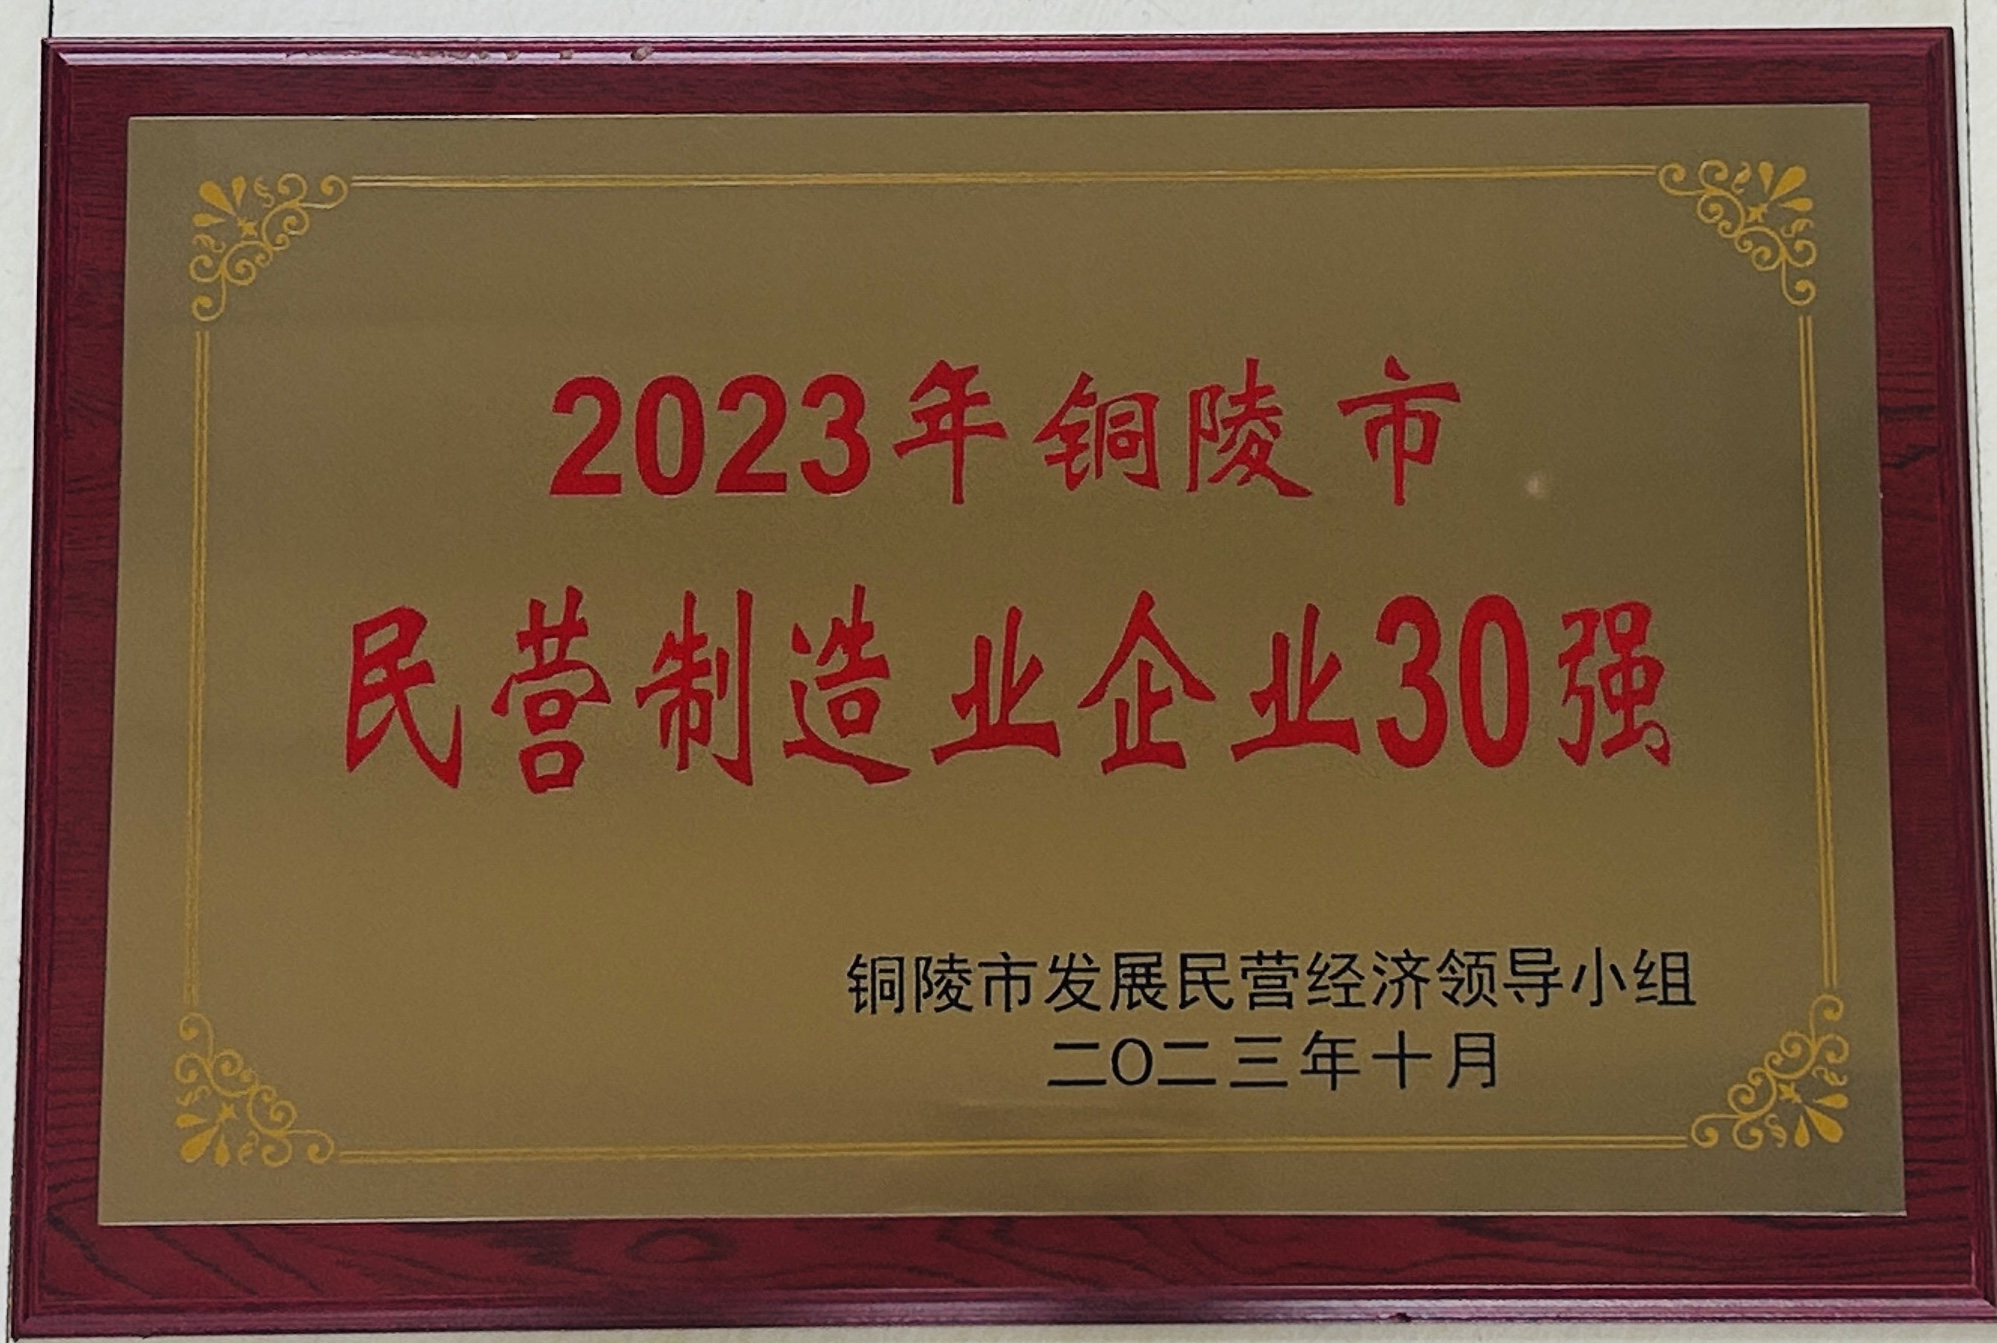 2023年铜陵市
民营制造业企业30强
铜陵市发展民营经济领导小组
二〇二三年十月